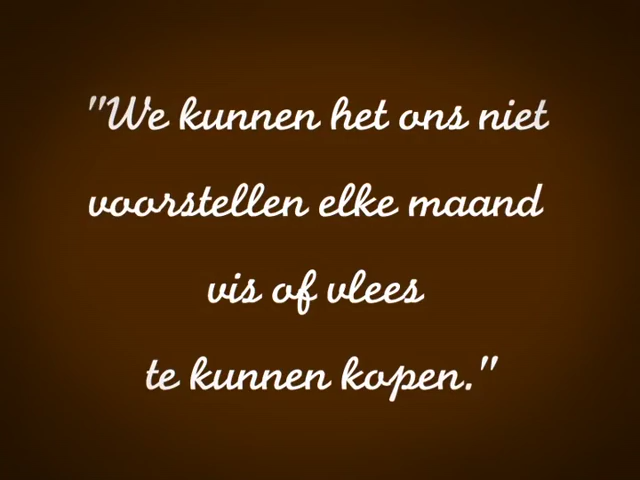 "We kunnen het ons niet
voorstellen elke maand
vis of vlees
te kunnen kopen."